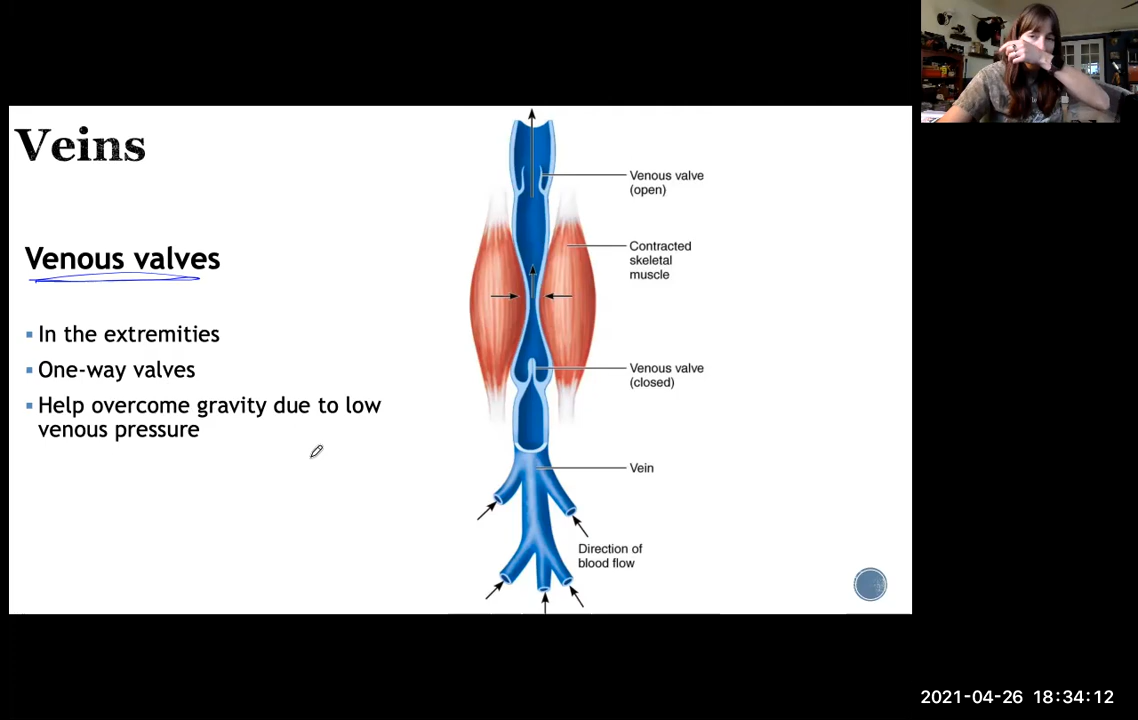 Veins
Venous valves
In the extremities
One-way valves
Help overcome gravity due to low
venous pressure
Venous valve
(open)
Contracted
skeletal
muscle
Venous valve
(closed)
Vein
Direction of
blood flow
2021-04-26 18:34:12